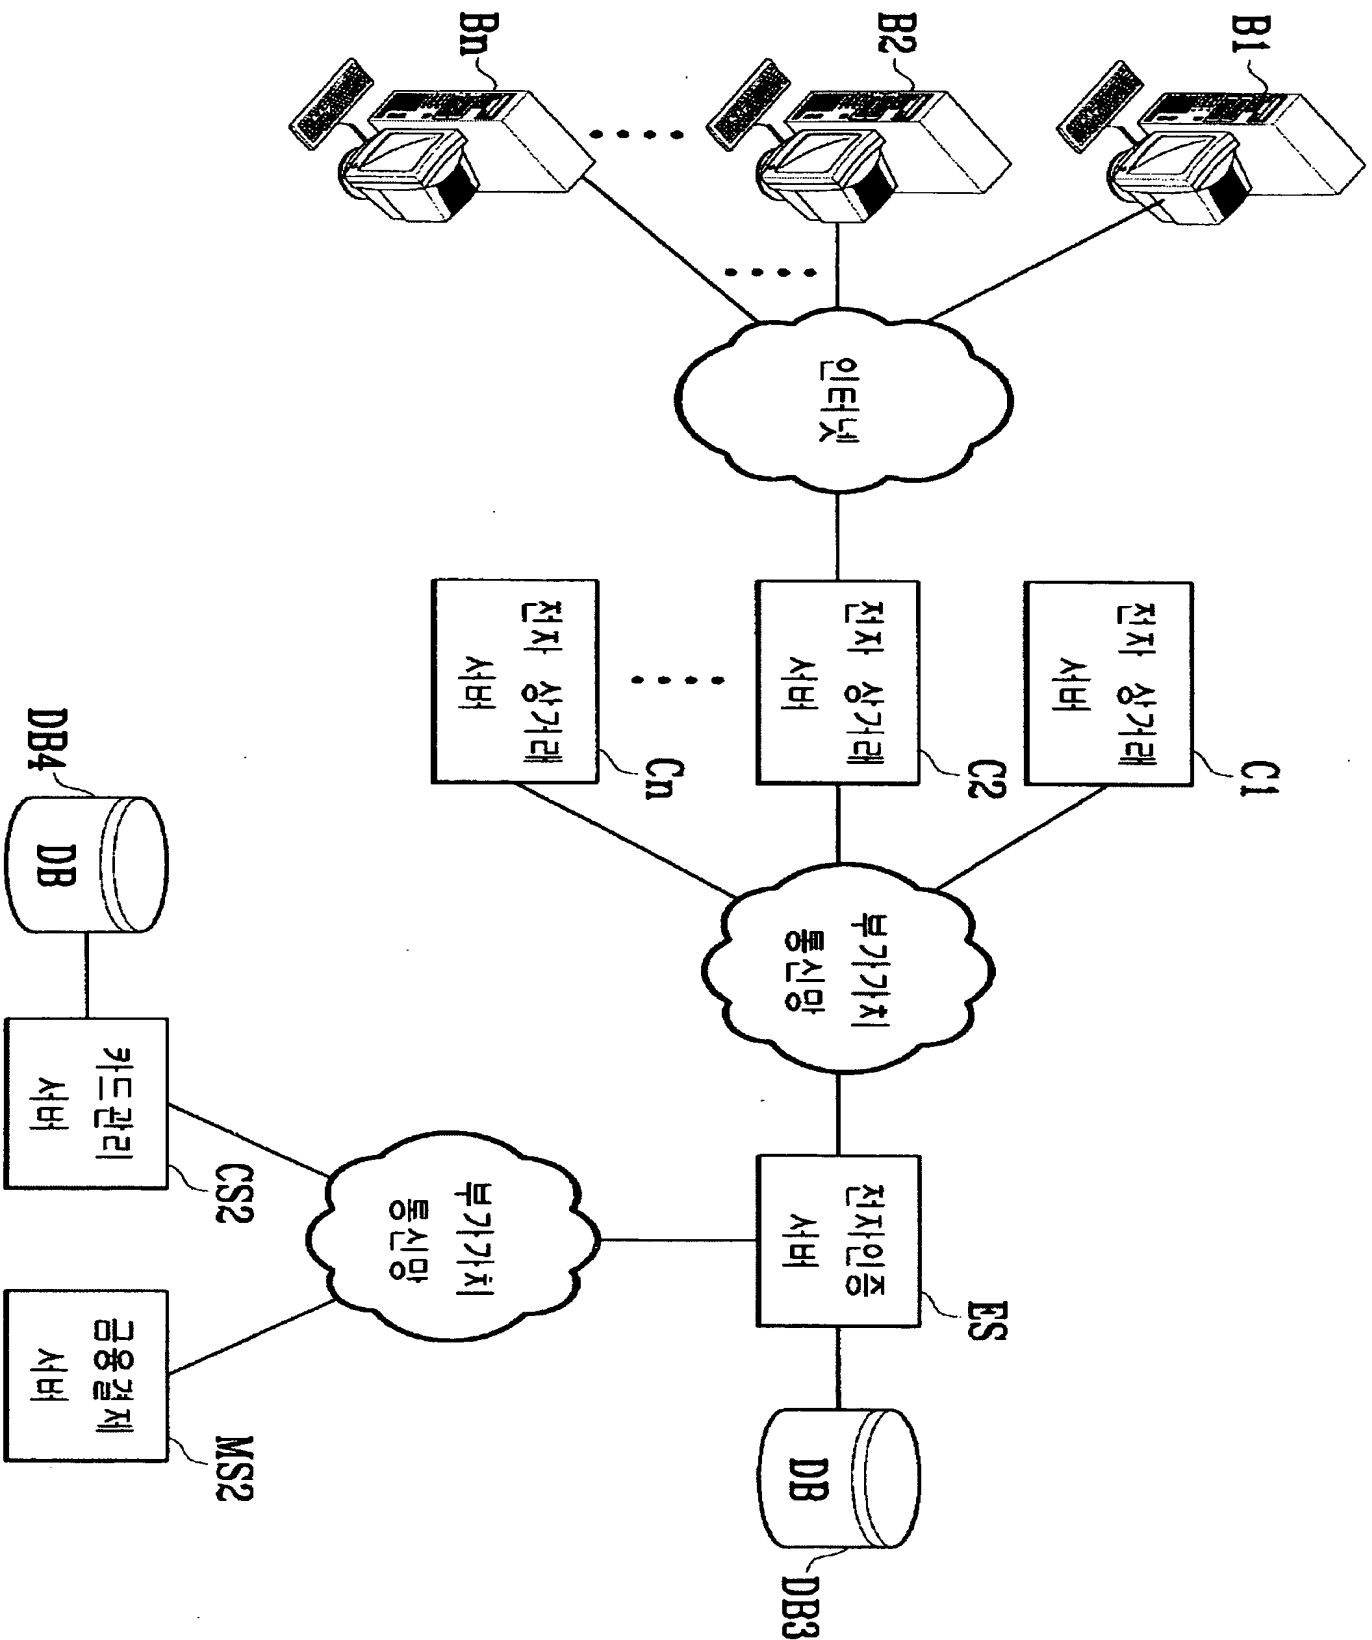 B1
B2
Bn
인터넷
전자 상거래
서버
C1
전자 상거래
서버
C2
전자 상거래
서버
Cn
부가가치
통신망
전자인증
서버
ES
DB
DB3
부가가치
통신망
DB
DB4
카드관리
서버
CS2
금융결제
서버
MS2